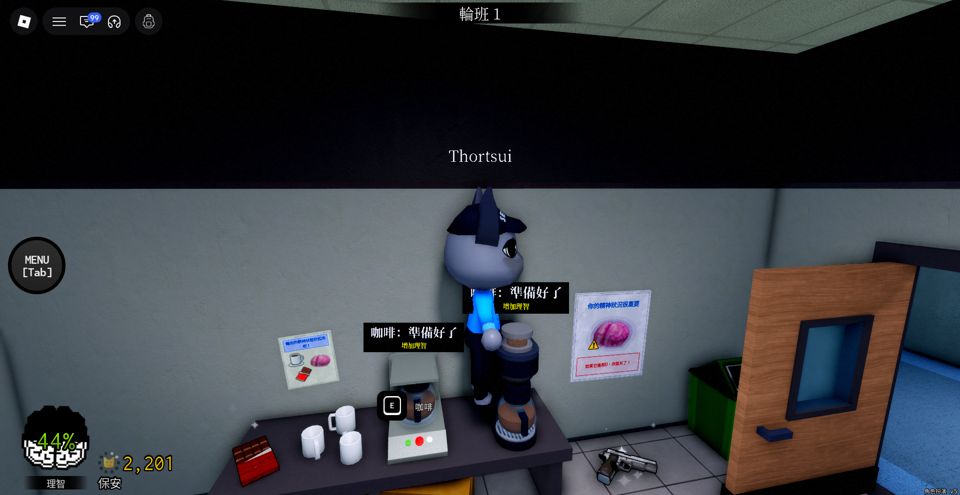 99
輪班 1
Thortsui
MENU
[Tab]
咖啡: 準備好了
增加理智
咖啡: 準備好了
增加理智
你的精神狀況很重要
E
咖啡
44%
理智
2,201
保安